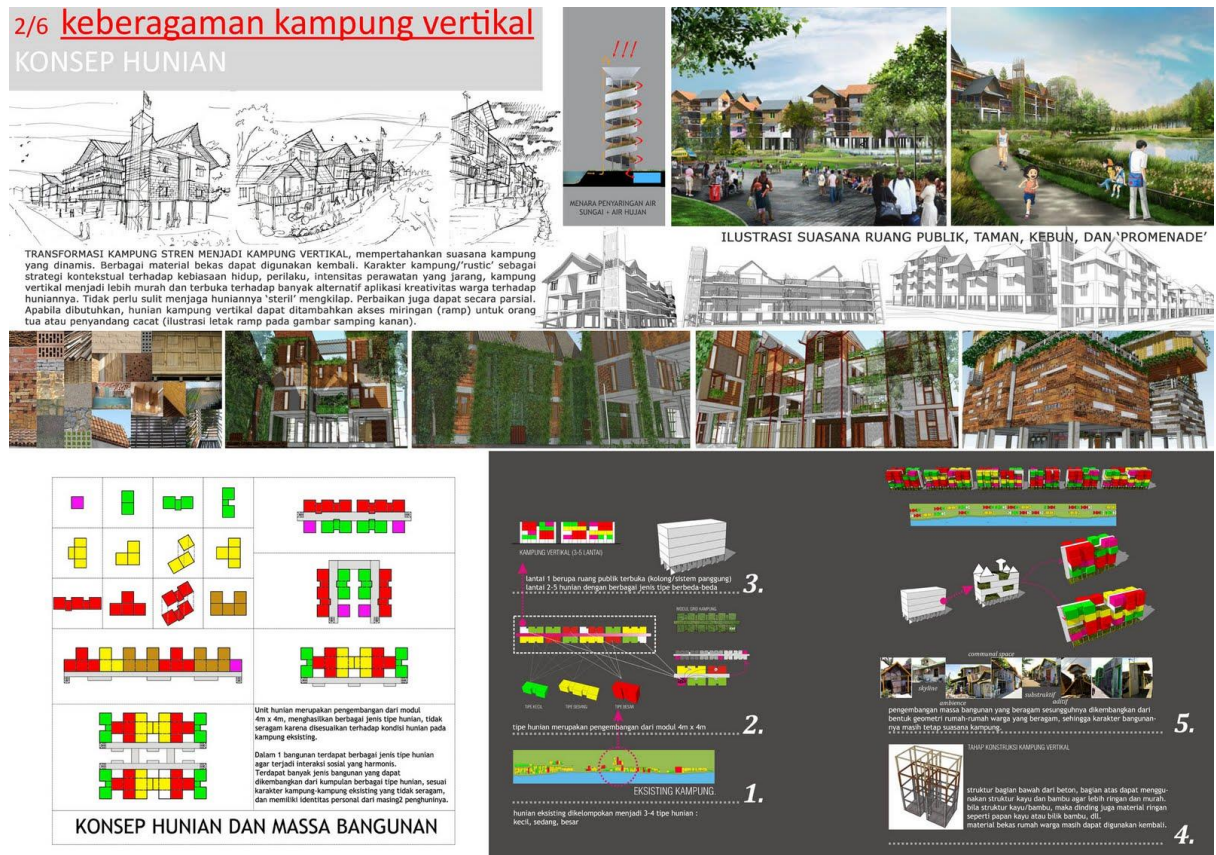 2/6 keberagaman kampung vertikal
KONSEP HUNIAN
!!!
MENARA PENYARINGAN AIR
SUNGAI + AIR HUJAN
ILUSTRASI SUASANA RUANG PUBLIK, TAMAN, KEBUN, DAN 'PROMENADE'
TRANSFORMASI KAMPUNG STREN MENJADI KAMPUNG VERTIKAL, mempertahankan suasana kampung
yang dinamis. Berbagai material bekas dapat digunakan kembali. Karakter kampung/'rustic' sebagai
strategi kontekstual terhadap kebiasaan hidup, perilaku, intensitas perawatan yang jarang, kampung
vertikal menjadi lebih murah dan terbuka terhadap banyak alternatif aplikasi kreativitas warga terhadap
huniannya. Tidak perlu sulit menjaga huniannya 'steril' mengkilap. Perbaikan juga dapat secara parsial.
Apabila dibutuhkan, hunian kampung vertikal dapat ditambahkan akses miringan (ramp) untuk orang
tua atau penyandang cacat (ilustrasi letak ramp pada gambar samping kanan).
Unit hunian merupakan pengembangan dari modul
4m x 4m, menghasilkan berbagai jenis tipe hunian, tidak
seragam karena disesuaikan terhadap kondisi hunian pada
kampung eksisting.
Dalam 1 bangunan terdapat berbagai jenis tipe hunian
agar terjadi interaksi sosial yang harmonis.
Terdapat banyak jenis bangunan yang dapat
dikembangkan dari kumpulan berbagai tipe hunian, sesuai
karakter kampung-kampung eksisting yang tidak seragam,
dan memiliki identitas personal dari masing2 penghuninya.
KONSEP HUNIAN DAN MASSA BANGUNAN
KAMPUNG VERTIKAL (3-5 LANTAI)
lantai 1 berupa ruang publik terbuka (kolong/sistem panggung)
lantai 2-5 hunian dengan berbagai jenis tipe berbeda-beda
3.
MODUL GRID KAMPUNG
TIPE KECIL
TIPE SEDANG
TIPE BESAR
tipe hunian merupakan pengembangan dari modul 4m x 4m
2.
EKSISTING KAMPUNG
1.
hunian eksisting dikelompokan menjadi 3-4 tipe hunian :
kecil, sedang, besar
communal space
skyline
ambience
substraktif
aditif
pengembangan massa bangunan yang beragam sesungguhnya dikembangkan dari
bentuk geometri rumah-rumah warga yang beragam, sehingga karakter bangunan-
nya masih tetap suasana kampung.
5.
TAHAP KONSTRUKSI KAMPUNG VERTIKAL
struktur bagian bawah dari beton, bagian atas dapat menggu-
nakan struktur kayu dan bambu agar lebih ringan dan murah.
bila struktur kayu/bambu, maka dinding juga material ringan
seperti papan kayu atau bilik bambu, dll.
material bekas rumah warga masih dapat digunakan kembali.
4.